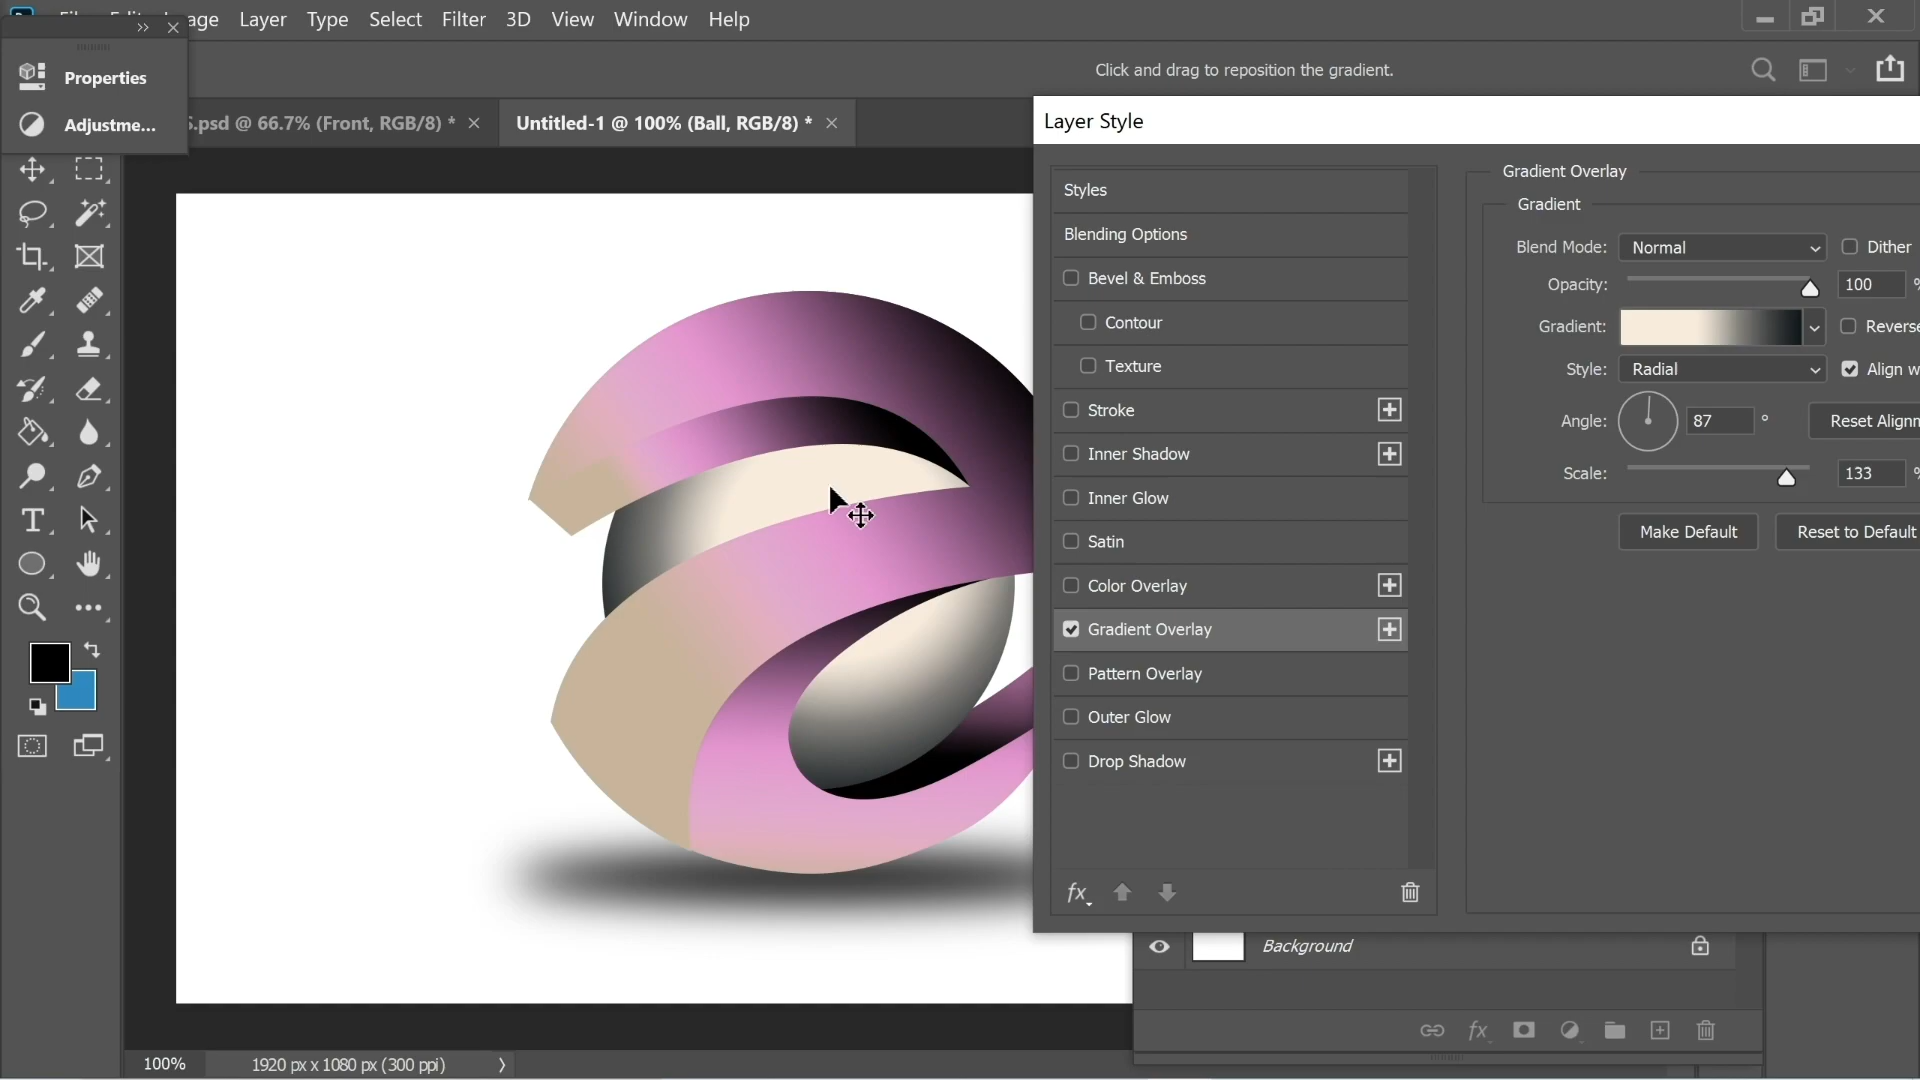 Layer Type Select Filter 3D View Window Help
Properties
Adjustme...
Click and drag to reposition the gradient.
.psd @ 66.7% (Front, RGB/8) *
Untitled-1 @ 100% (Ball, RGB/8) *
Layer Style
Styles
Blending Options
Bevel & Emboss
Contour
Texture
Stroke
Inner Shadow
Inner Glow
Satin
Color Overlay
Gradient Overlay
Pattern Overlay
Outer Glow
Drop Shadow
fx
Gradient Overlay
Gradient
Blend Mode: Normal Dither
Opacity: 100 %
Gradient: Reverse
Style: Radial Align w
Angle: 87 ° Reset Alignm
Scale: 133 %
Make Default Reset to Default
Background
fx
100% 1920 px x 1080 px (300 ppi)